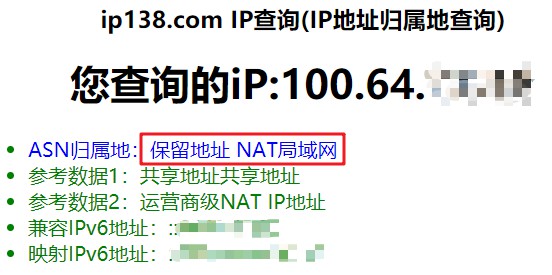 ip138.com IP查询(IP地址归属地查询)
您查询的iP:100.64.
ASN归属地: 保留地址 NAT局域网
参考数据1: 共享地址共享地址
参考数据2: 运营商级NAT IP地址
兼容IPv6地址: ::
映射IPv6地址: ::